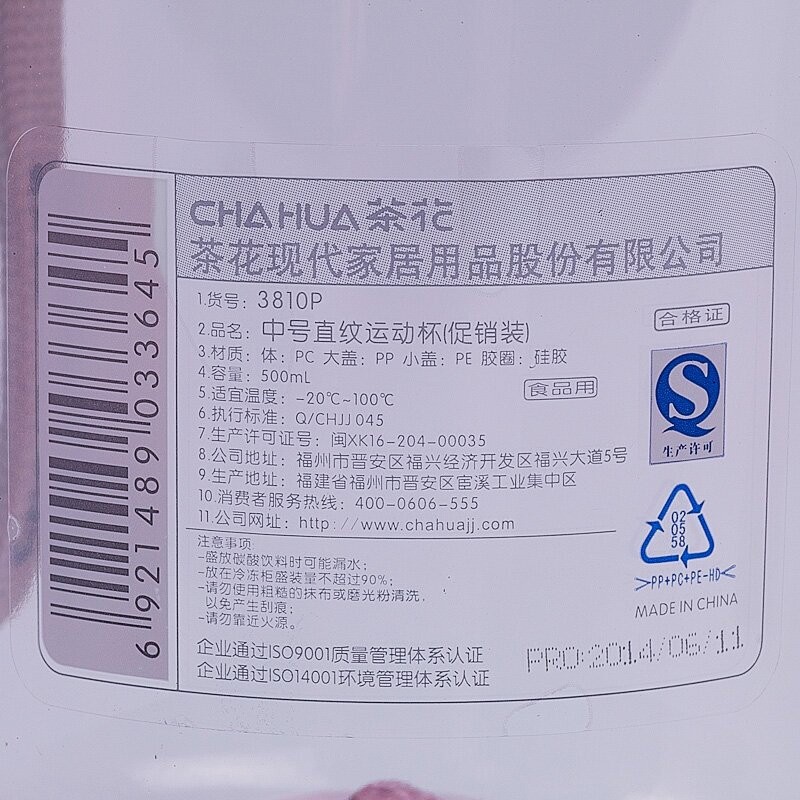 CHAHUA 茶花
茶花现代家居用品股份有限公司
1.货号: 3810P
2.品名: 中号直纹运动杯(促销装)
3.材质: 体: PC 大盖: PP 小盖: PE 胶圈: 硅胶
4.容量: 500mL
5.适宜温度: -20℃~100℃
6.执行标准: Q/CHJJ 045
7.生产许可证号: 闽XK16-204-00035
8.公司地址: 福州市晋安区福兴经济开发区福兴大道5号
9.生产地址: 福建省福州市晋安区宦溪工业集中区
10.消费者服务热线: 400-0606-555
11.公司网址: http://www.chahuajj.com
注意事项:
-盛放碳酸饮料时可能漏水;
-放在冷冻柜盛装量不超过90%;
-请勿使用粗糙的抹布或磨光粉清洗,
以免产生刮痕;
-请勿靠近火源。
企业通过ISO9001质量管理体系认证
企业通过ISO14001环境管理体系认证
合格证
食品用
S
生产许可
02
05
58
>PP+PC+PE-HD<
MADE IN CHINA
PRO:2014/06/11
6921489033645